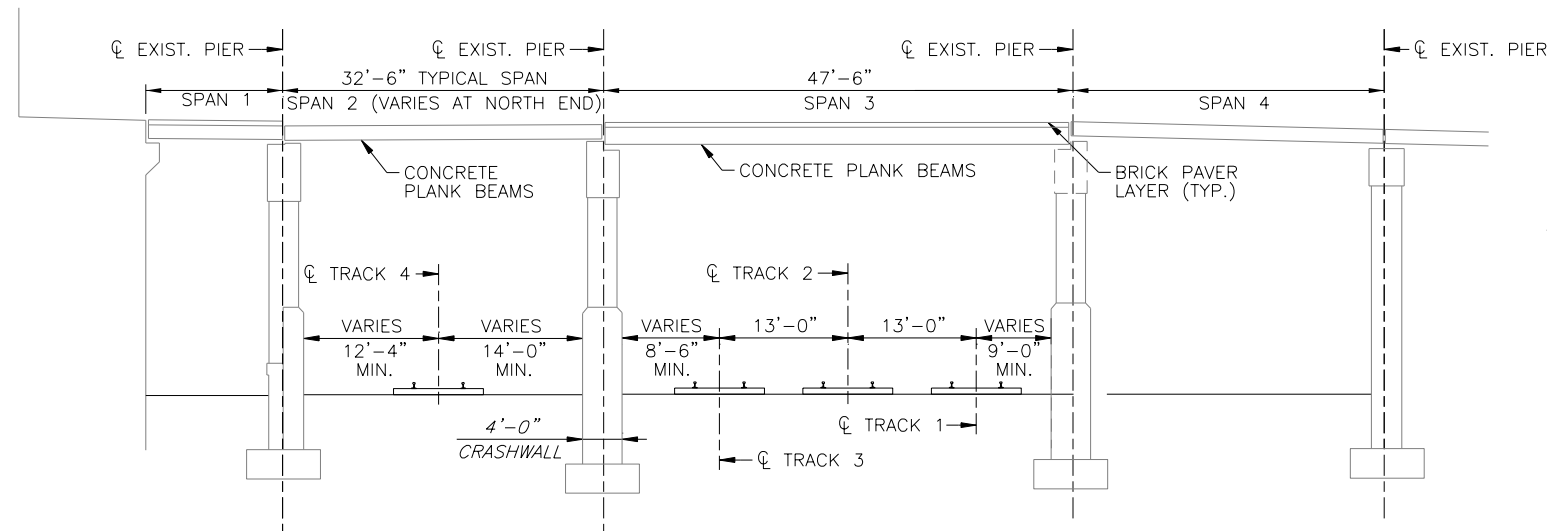 ℄ EXIST. PIER
℄ EXIST. PIER
℄ EXIST. PIER
℄ EXIST. PIER
32'-6" TYPICAL SPAN
47'-6"
SPAN 1
SPAN 2 (VARIES AT NORTH END)
SPAN 3
SPAN 4
CONCRETE
PLANK BEAMS
CONCRETE PLANK BEAMS
BRICK PAVER
LAYER (TYP.)
℄ TRACK 4
℄ TRACK 2
VARIES
12'-4"
MIN.
VARIES
14'-0"
MIN.
VARIES
8'-6"
MIN.
13'-0"
13'-0"
VARIES
9'-0"
MIN.
4'-0"
CRASHWALL
℄ TRACK 1
℄ TRACK 3